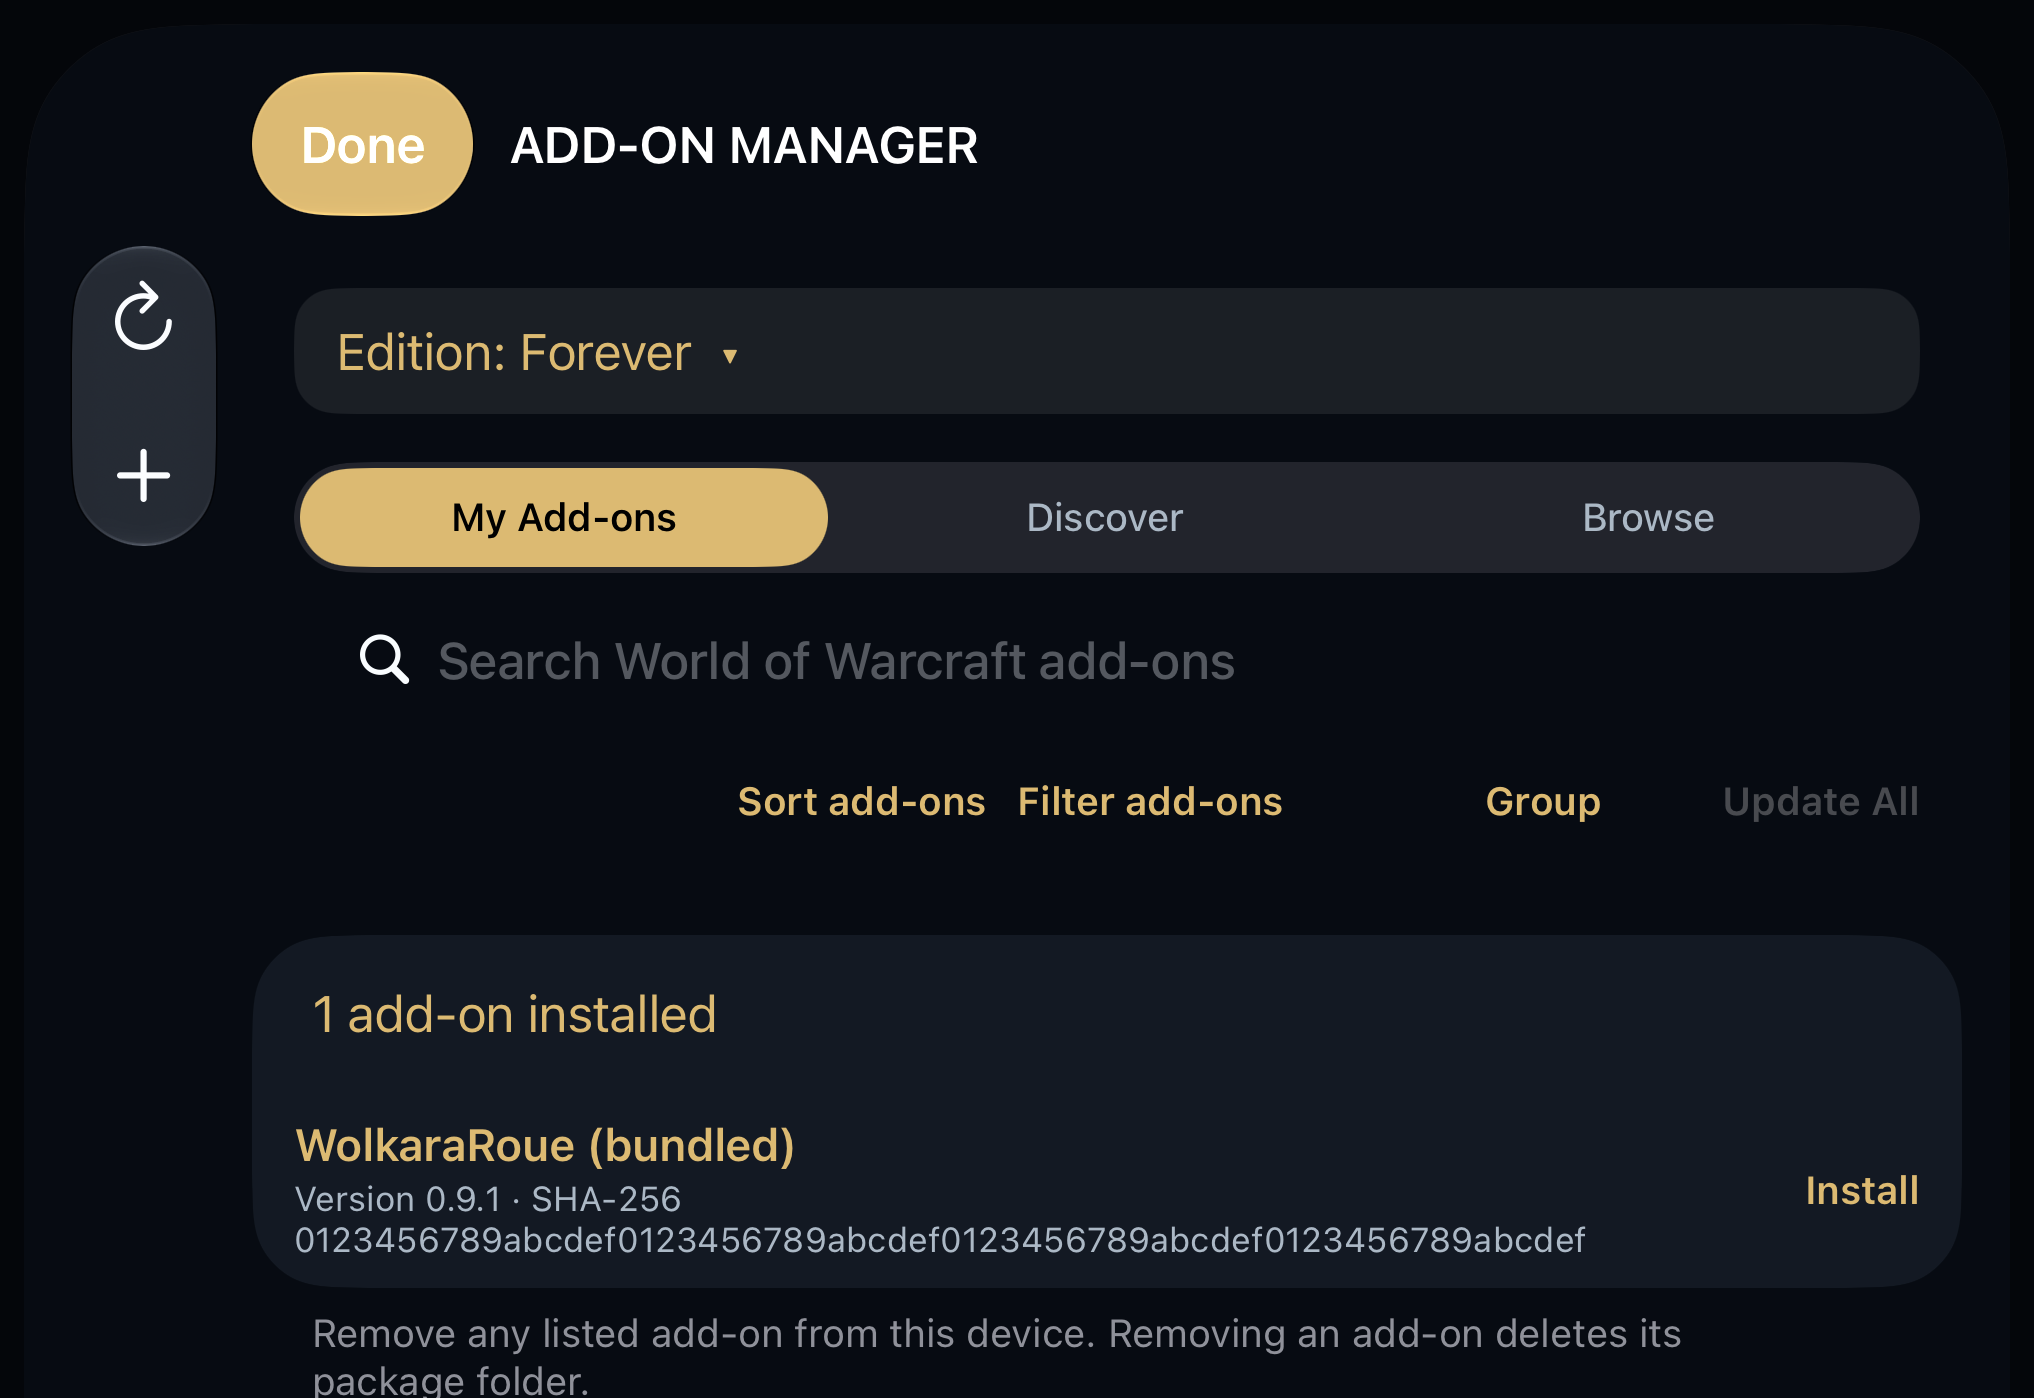 Done ADD-ON MANAGER
Edition: Forever ▾
My Add-ons Discover Browse
Search World of Warcraft add-ons
Sort add-ons Filter add-ons Group Update All
1 add-on installed
WolkaraRoue (bundled)
Version 0.9.1 · SHA-256
0123456789abcdef0123456789abcdef0123456789abcdef0123456789abcdef
Install
Remove any listed add-on from this device. Removing an add-on deletes its
package folder.